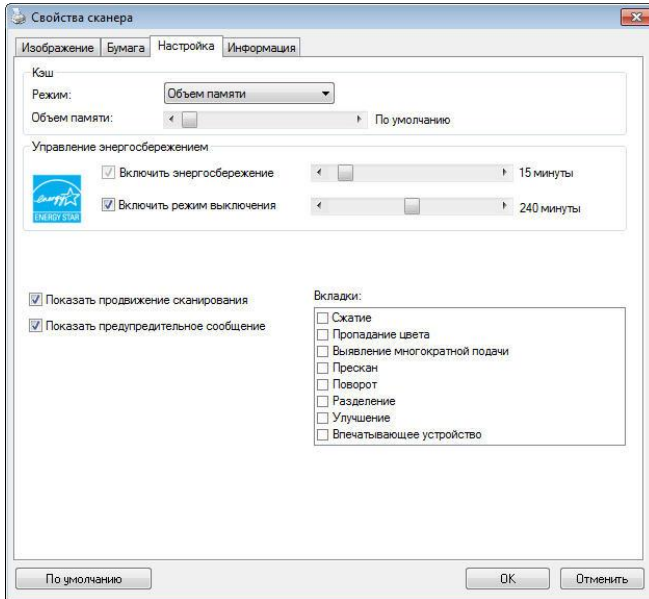 Свойства сканера
Изображение Бумага Настройка Информация
Кэш
Режим: Объем памяти
Объем памяти: По умолчанию
Управление энергосбережением
Включить энергосбережение 15 минуты
ENERGY STAR
Включить режим выключения 240 минуты
Показать продвижение сканирования
Показать предупредительное сообщение
Вкладки:
Сжатие
Пропадание цвета
Выявление многократной подачи
Прескан
Поворот
Разделение
Улучшение
Впечатывающее устройство
По умолчанию OK Отменить